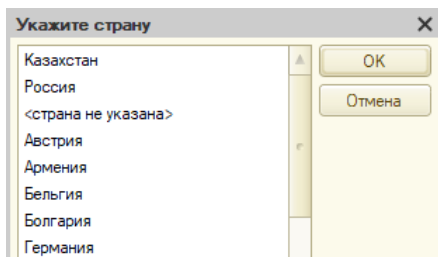 Укажите страну
Казахстан
Россия
<страна не указана>
Австрия
Армения
Бельгия
Болгария
Германия
OK
Отмена